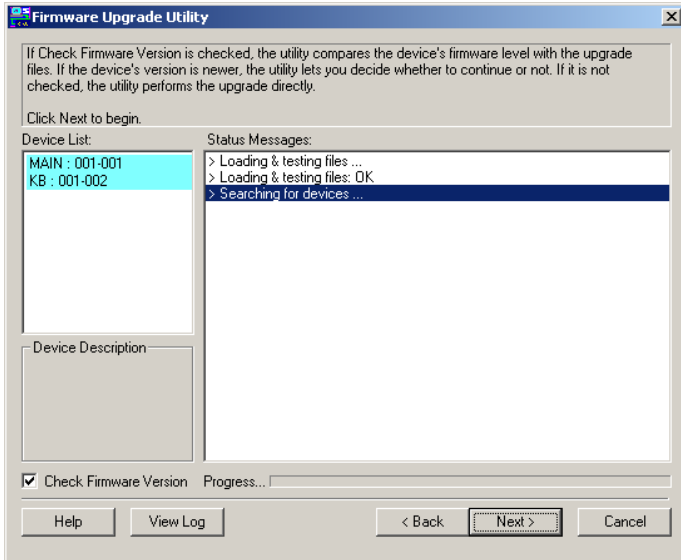 Firmware Upgrade Utility
If Check Firmware Version is checked, the utility compares the device's firmware level with the upgrade
files. If the device's version is newer, the utility lets you decide whether to continue or not. If it is not
checked, the utility performs the upgrade directly.
Click Next to begin.
Device List:
MAIN : 001-001
KB : 001-002
Status Messages:
> Loading & testing files ...
> Loading & testing files: OK
> Searching for devices ...
Device Description
Check Firmware Version
Progress...
Help
View Log
< Back
Next >
Cancel